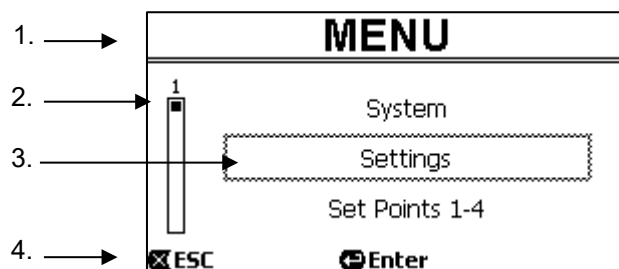 1. MENU
2. 1
System
3. Settings
Set Points 1-4
4. ESC Enter